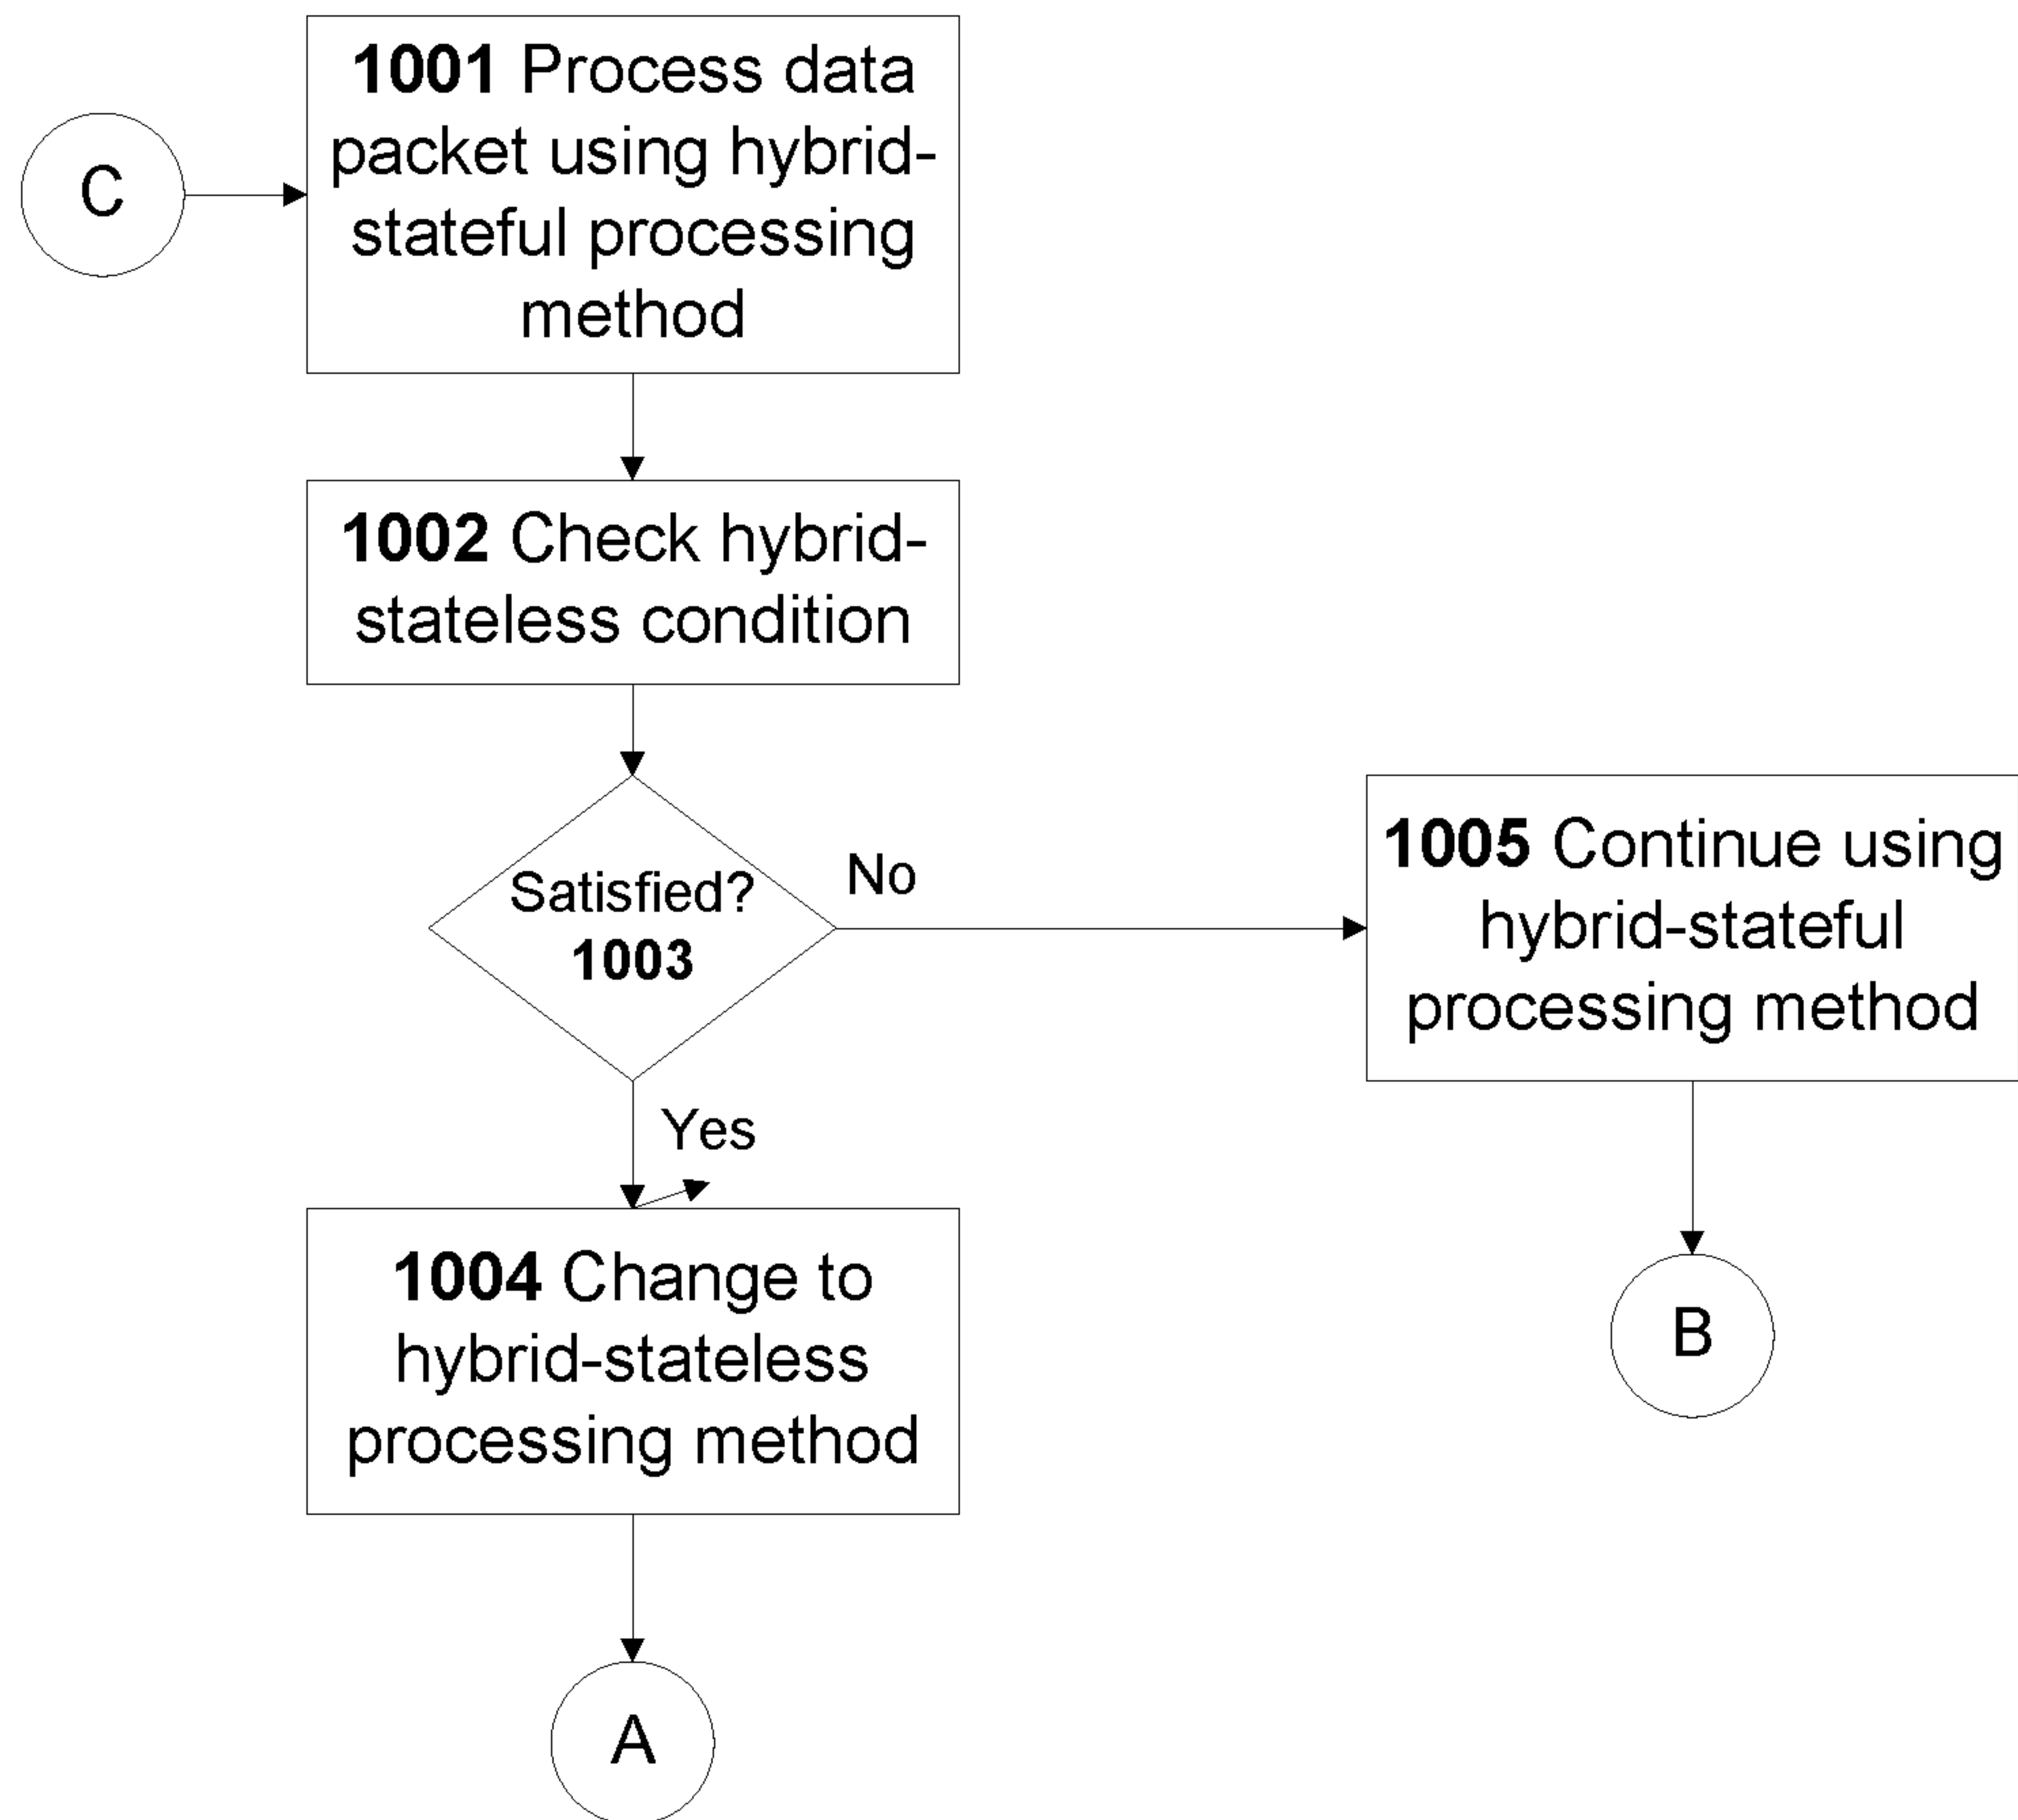 C
1001 Process data
packet using hybrid-
stateful processing
method
1002 Check hybrid-
stateless condition
Satisfied?
1003
No
1005 Continue using
hybrid-stateful
processing method
Yes
1004 Change to
hybrid-stateless
processing method
B
A